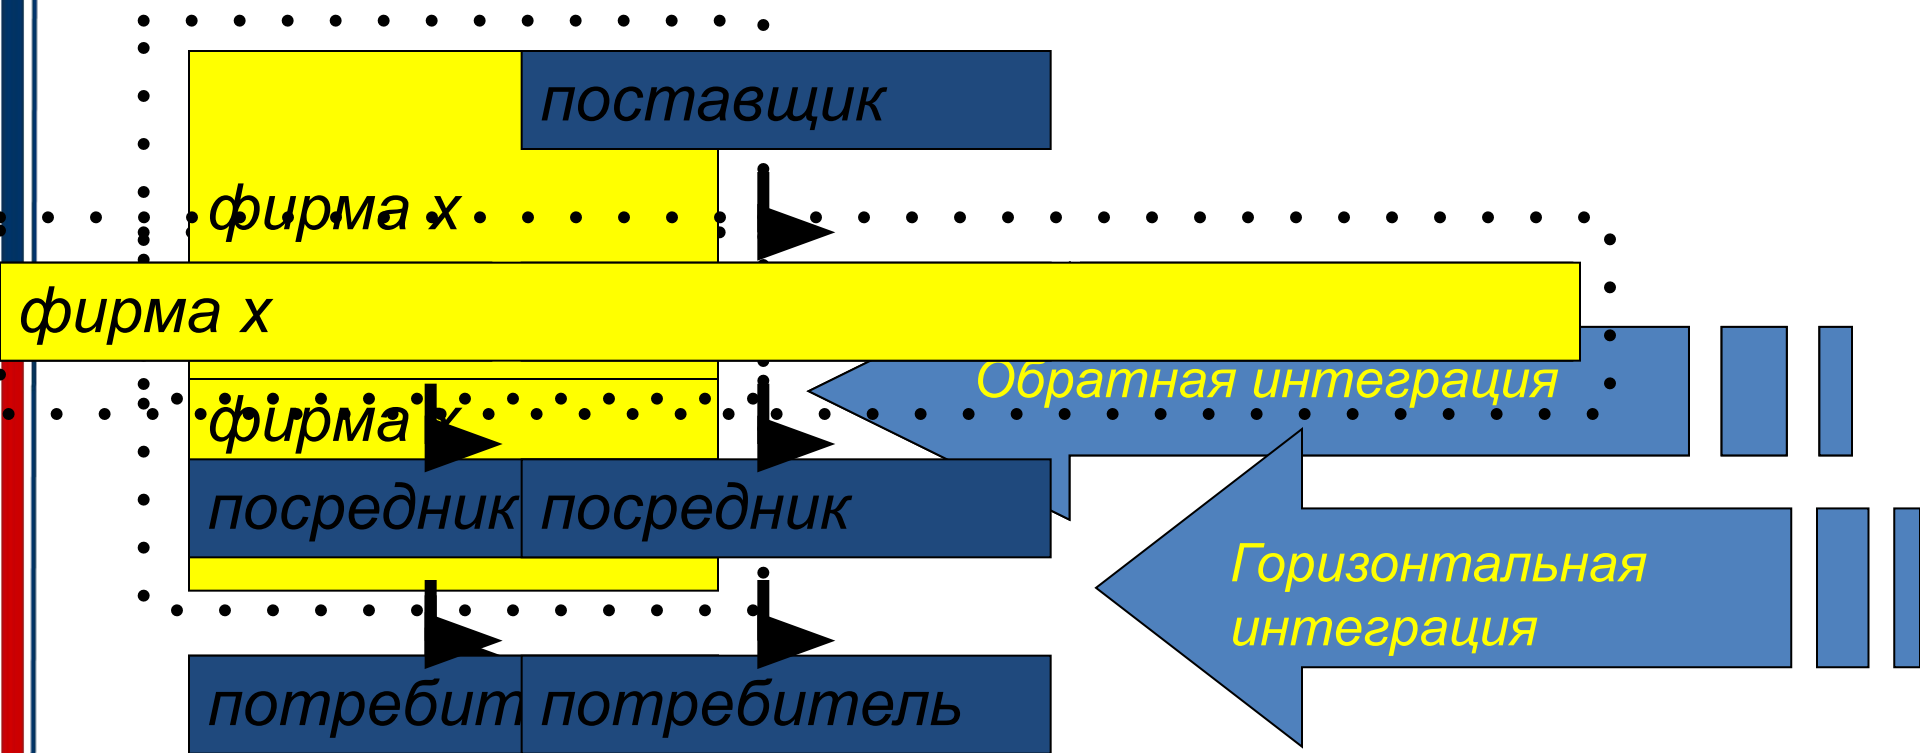 поставщик
фирма х
фирма х
Обратная интеграция
фирма х
посредник
посредник
Горизонтальная
интеграция
потребит
потребитель